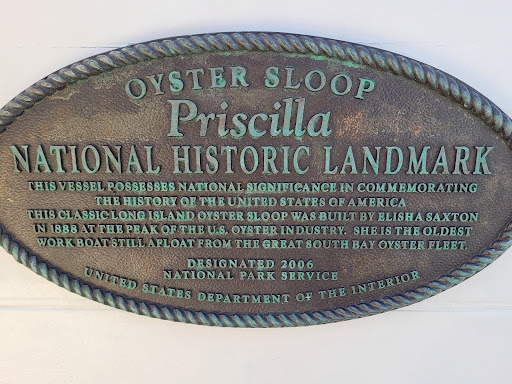 OYSTER SLOOP
Priscilla
NATIONAL HISTORIC LANDMARK
THIS VESSEL POSSESSES NATIONAL SIGNIFICANCE IN COMMEMORATING
THE HISTORY OF THE UNITED STATES OF AMERICA
THIS CLASSIC LONG ISLAND OYSTER SLOOP WAS BUILT BY ELISHA SAXTON
IN 1888 AT THE PEAK OF THE U.S. OYSTER INDUSTRY. SHE IS THE OLDEST
WORK BOAT STILL AFLOAT FROM THE GREAT SOUTH BAY OYSTER FLEET.
DESIGNATED 2006
NATIONAL PARK SERVICE
UNITED STATES DEPARTMENT OF THE INTERIOR